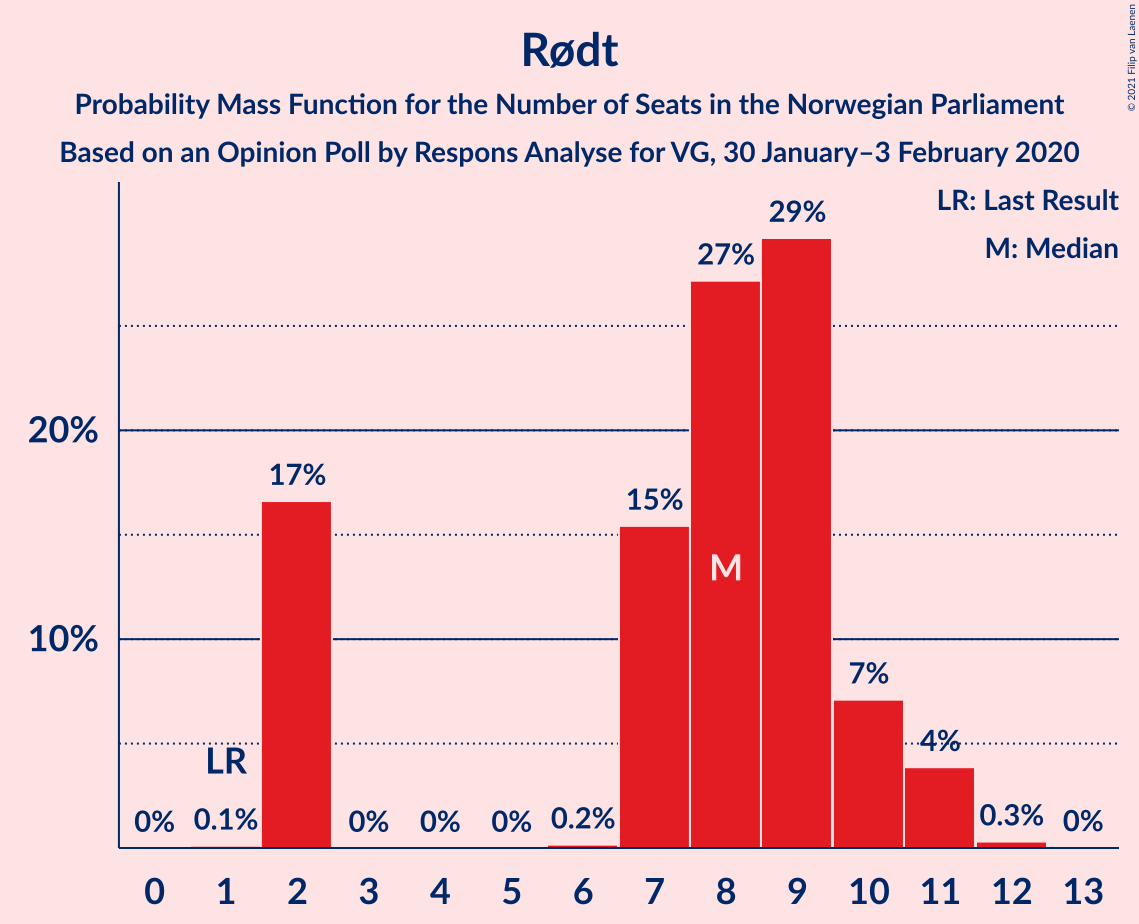 Rødt
Probability Mass Function for the Number of Seats in the Norwegian Parliament
Based on an Opinion Poll by Respons Analyse for VG, 30 January–3 February 2020
© 2021 Filip van Laenen
LR: Last Result
M: Median
29%
27%
20%
17%
15%
M
10%
7%
4%
LR
0% 0.1% 0% 0% 0% 0.2% 0.3% 0%
0 1 2 3 4 5 6 7 8 9 10 11 12 13